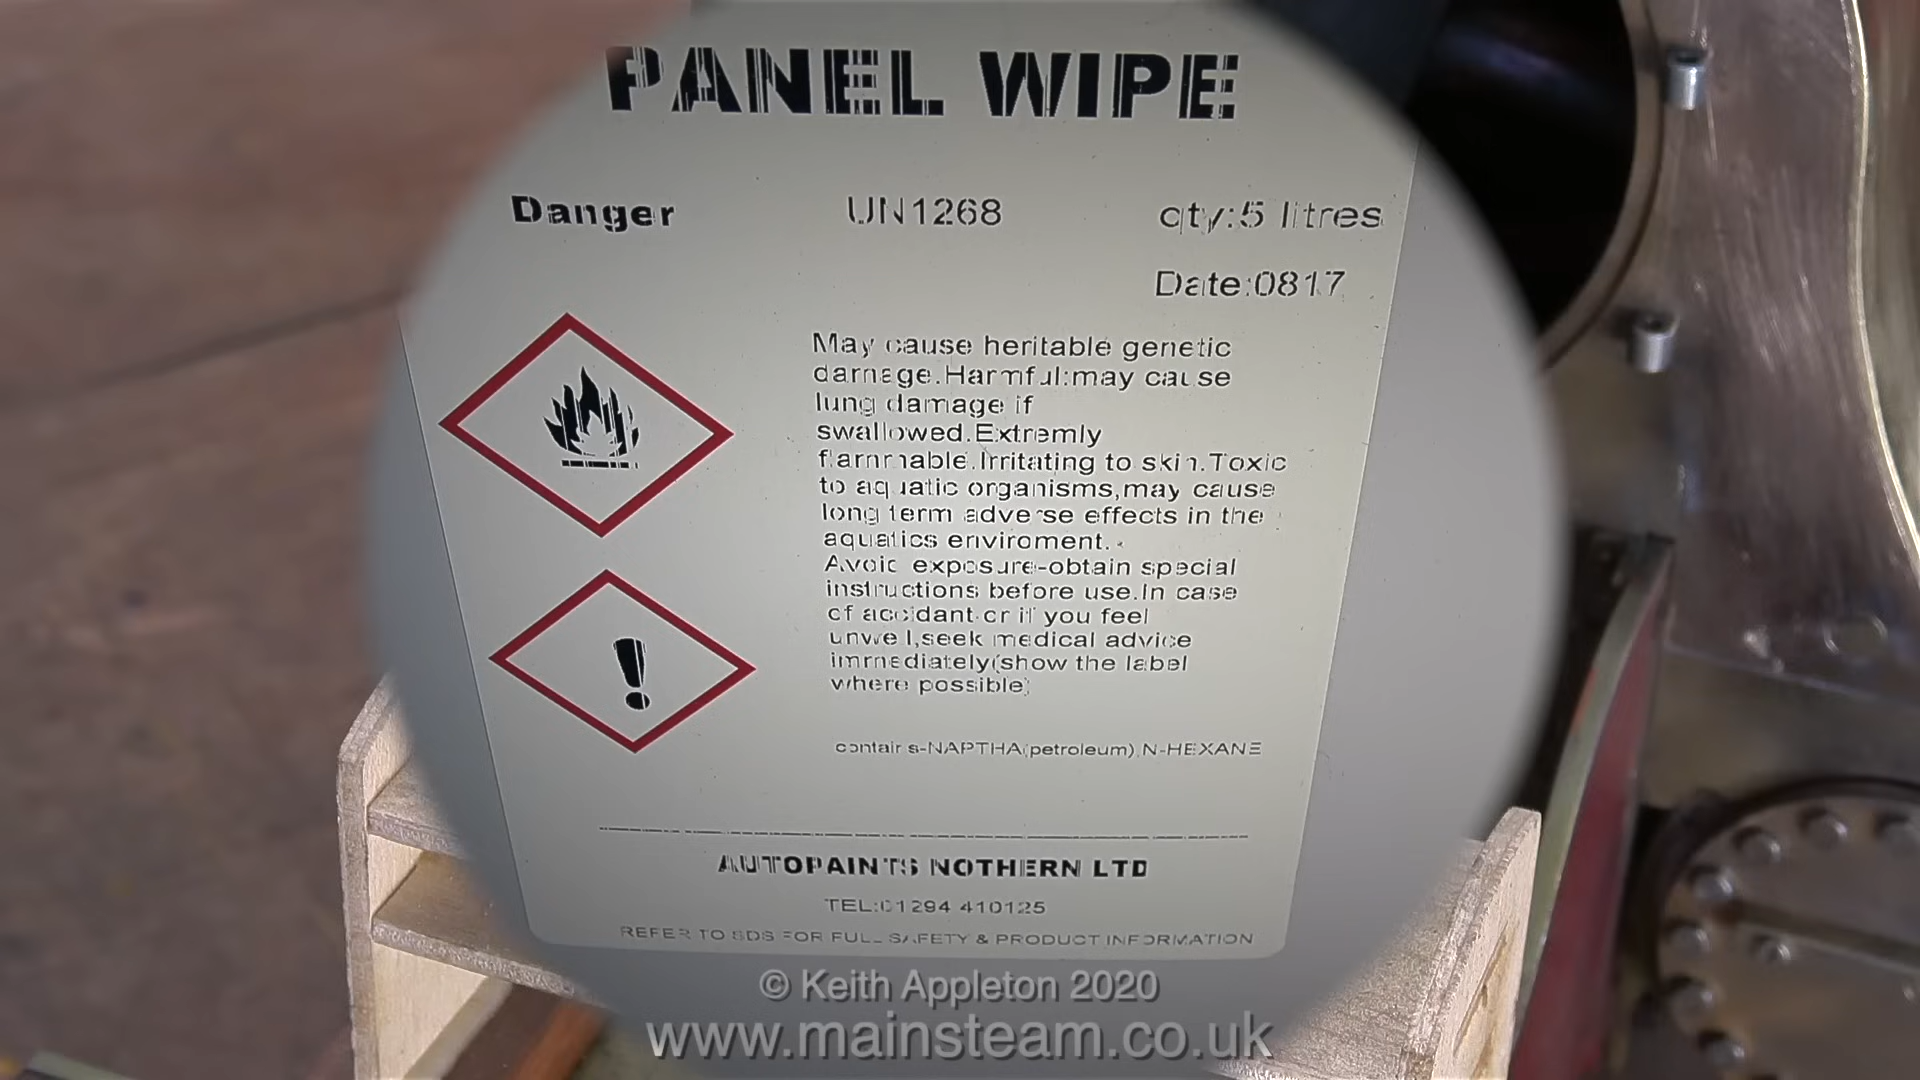 PANEL WIPE
Danger UN1268 qty:5 litres
Date:0817
May cause heritable genetic
damage.Harmful:may cause
lung damage if
swallowed.Extremly
flammable.Irritating to skin.Toxic
to aquatic organisms,may cause
long term adverse effects in the
aquatics enviroment.
Avoid exposure-obtain special
instructions before use.In case
of accidant or if you feel
unwell,seek medical advice
immediately(show the label
where possible)
contains-NAPTHA(petroleum),N-HEXANE
AUTOPAINTS NOTHERN LTD
TEL:01294 410125
REFER TO SDS FOR FULL SAFETY & PRODUCT INFORMATION
© Keith Appleton 2020
www.mainsteam.co.uk